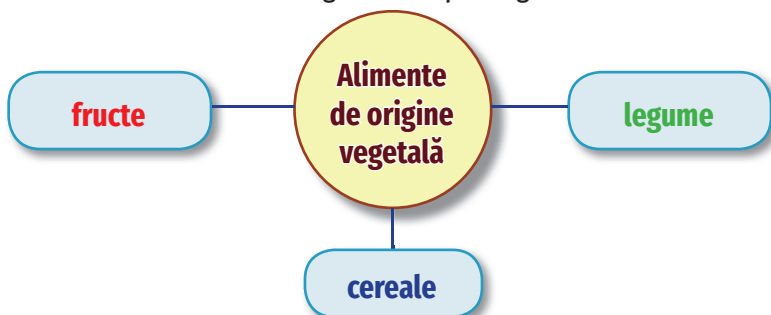 Alimente
de origine
vegetală
fructe
legume
cereale